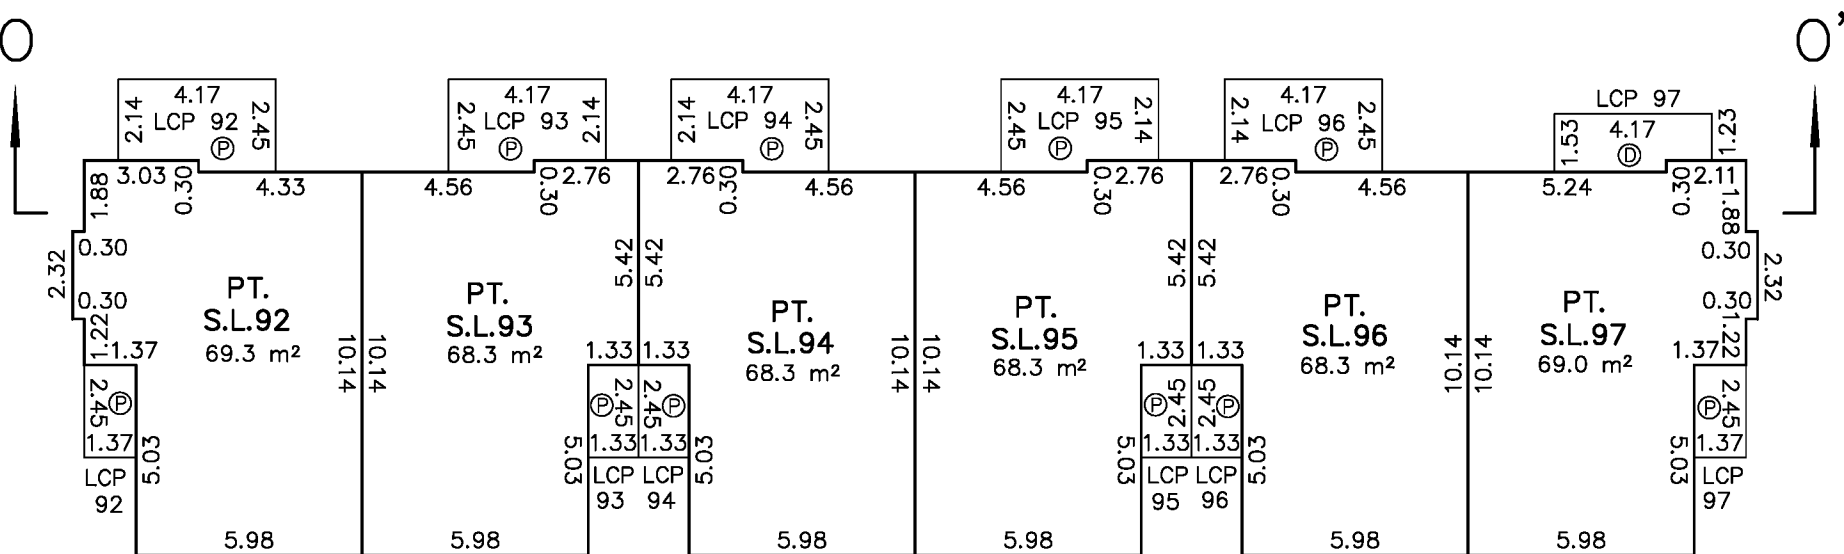 O
O'
4.17
2.14
2.45
LCP 92
P
4.17
2.45
2.14
LCP 93
P
4.17
2.14
2.45
LCP 94
P
4.17
2.45
2.14
LCP 95
P
4.17
2.14
2.45
LCP 96
P
LCP 97
1.53
4.17
1.23
D
1.88
3.03
0.30
4.33
4.56
0.30
2.76
2.76
0.30
4.56
4.56
0.30
2.76
2.76
0.30
4.56
5.24
0.30
2.11
1.88
2.32
0.30
0.30
1.22
1.37
PT.
S.L.92
69.3 m²
10.14
10.14
PT.
S.L.93
68.3 m²
5.42
5.42
1.33
1.33
PT.
S.L.94
68.3 m²
10.14
10.14
PT.
S.L.95
68.3 m²
5.42
5.42
1.33
1.33
PT.
S.L.96
68.3 m²
10.14
10.14
PT.
S.L.97
69.0 m²
0.30
0.30
2.32
1.22
1.37
2.45
P
1.37
5.03
LCP
92
P
2.45
2.45
P
5.03
1.33
1.33
5.03
LCP
93
LCP
94
P
2.45
2.45
P
5.03
1.33
1.33
5.03
LCP
95
LCP
96
P
2.45
1.37
5.03
LCP
97
5.98
5.98
5.98
5.98
5.98
5.98